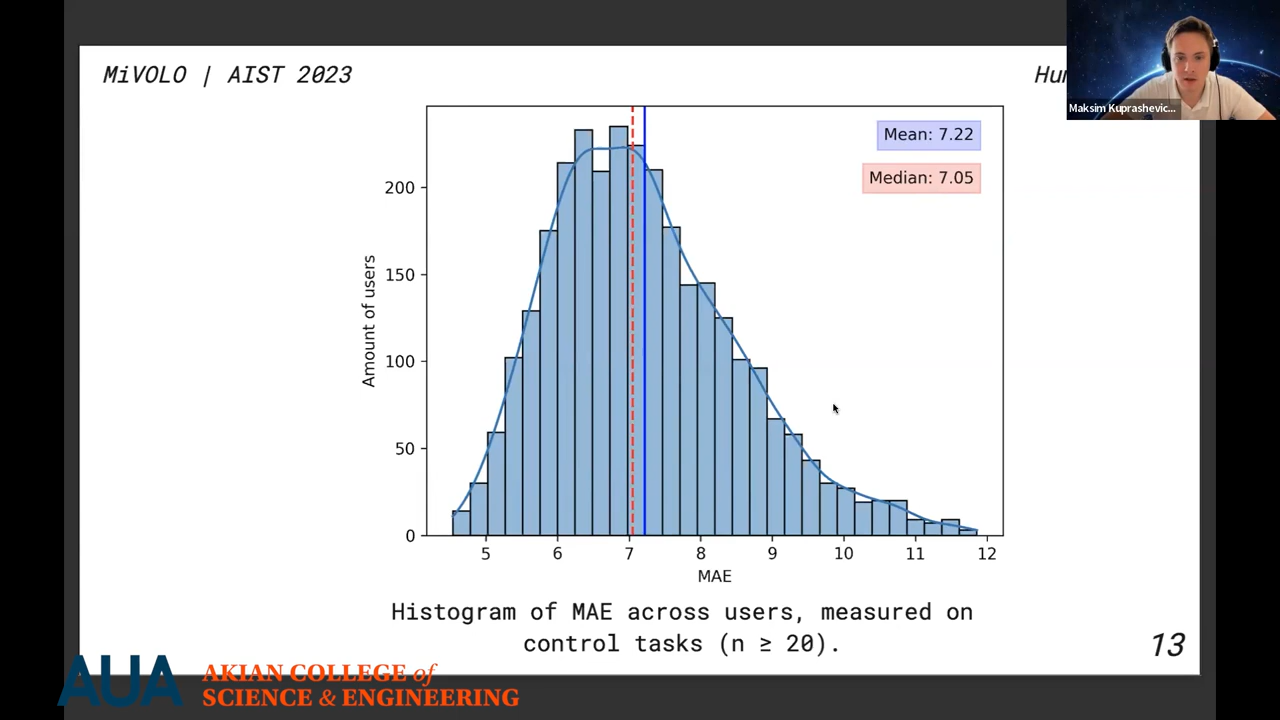 MiVOLO | AIST 2023
Maksim Kuprashevic...
Mean: 7.22
Median: 7.05
200
150
100
50
0
Amount of users
5 6 7 8 9 10 11 12
MAE
Histogram of MAE across users, measured on
control tasks (n ≥ 20).
13
AUA
AKIAN COLLEGE of
SCIENCE & ENGINEERING